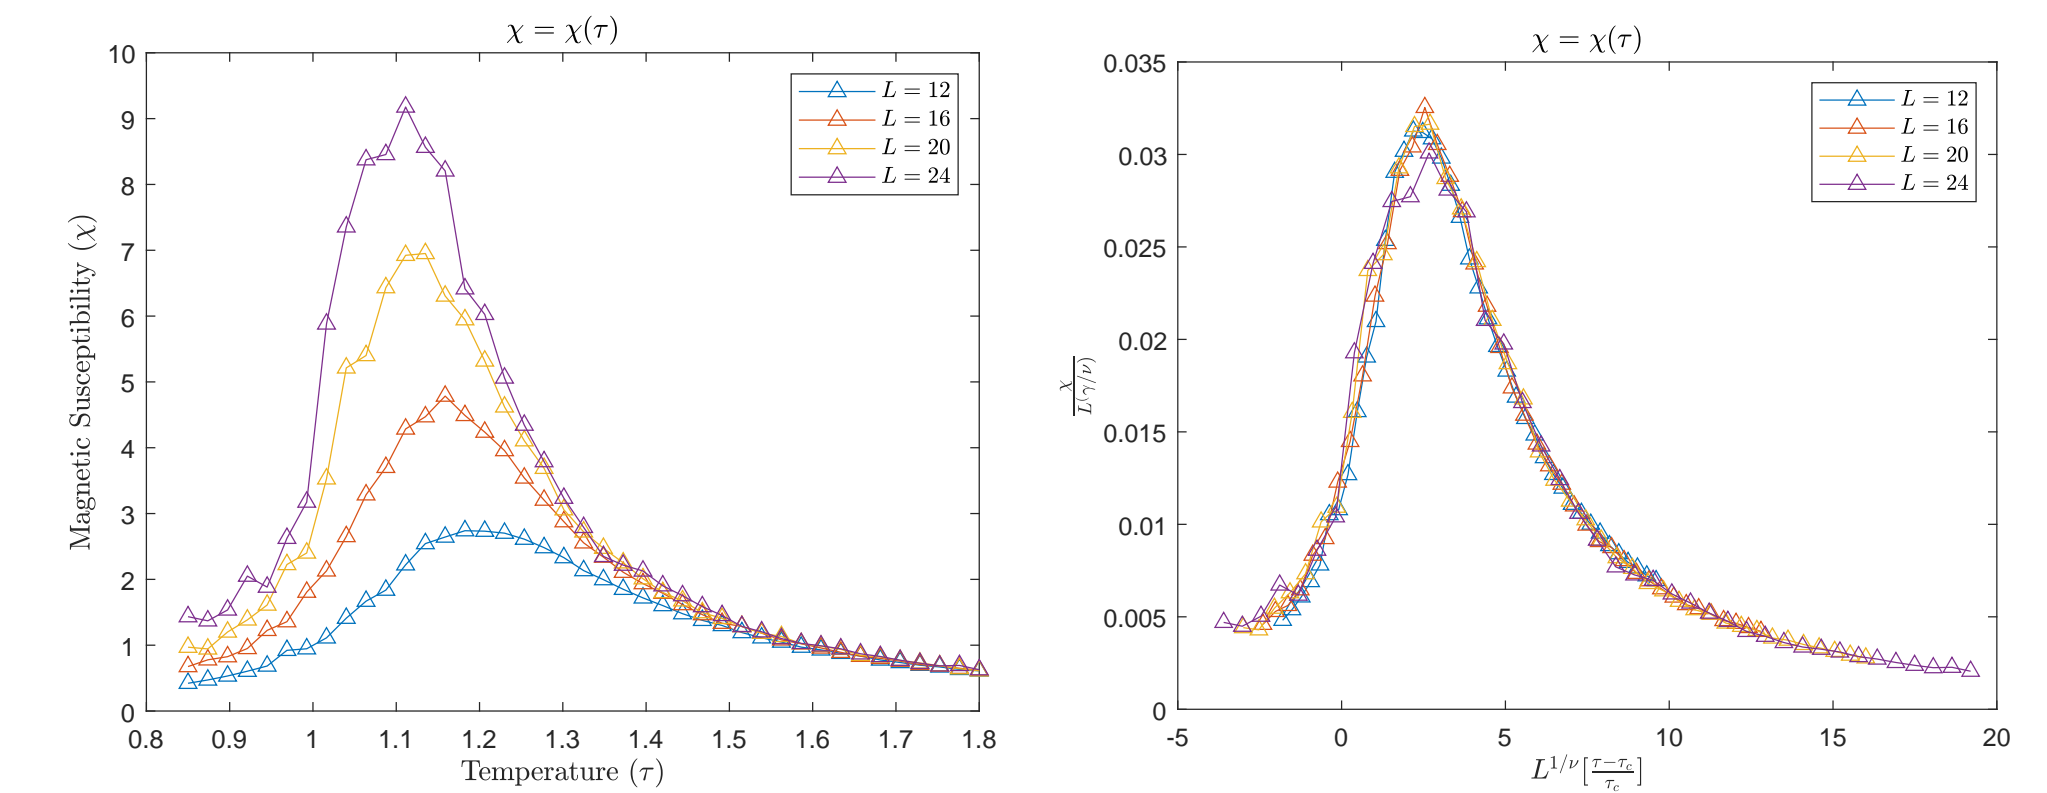 χ = χ(τ)
10
9
8
7
6
5
4
3
2
1
0
Magnetic Susceptibility (χ)
0.8 0.9 1 1.1 1.2 1.3 1.4 1.5 1.6 1.7 1.8
Temperature (τ)
L = 12
L = 16
L = 20
L = 24
χ = χ(τ)
0.035
0.03
0.025
0.02
0.015
0.01
0.005
0
χ / L^(γ/ν)
-5 0 5 10 15 20
L^{1/ν}[τ−τ_c / τ_c]
L = 12
L = 16
L = 20
L = 24